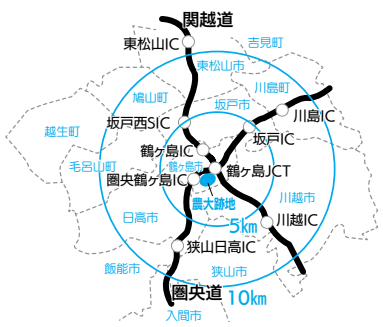 関越道
吉見町
東松山IC
東松山市
鳩山町
川島町
坂戸市
川島IC
坂戸西SIC
越生町
坂戸IC
鶴ヶ島IC
毛呂山町
鶴ヶ島市
鶴ヶ島JCT
圏央鶴ヶ島IC
農大跡地
川越市
日高市
5km
川越IC
狭山日高IC
飯能市
狭山市
圏央道
10km
入間市